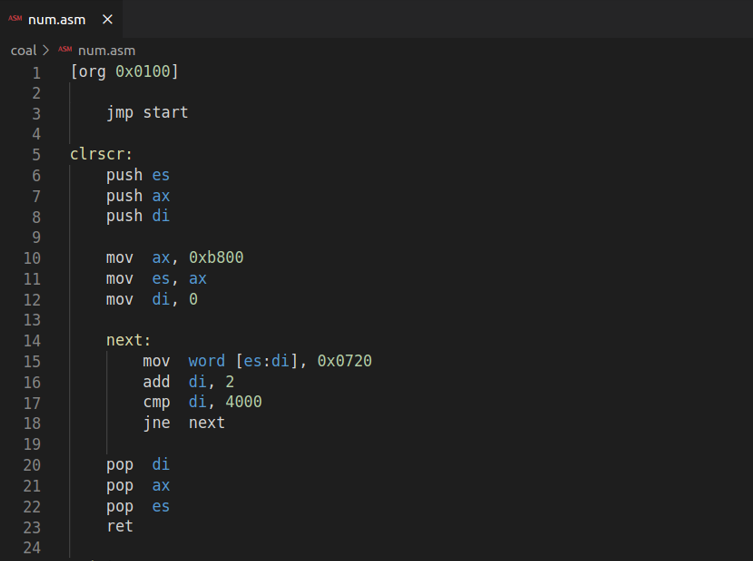 ASM num.asm ×
coal > ASM num.asm
1 [org 0x0100]
2
3 jmp start
4
5 clrscr:
6 push es
7 push ax
8 push di
9
10 mov ax, 0xb800
11 mov es, ax
12 mov di, 0
13
14 next:
15 mov word [es:di], 0x0720
16 add di, 2
17 cmp di, 4000
18 jne next
19
20 pop di
21 pop ax
22 pop es
23 ret
24